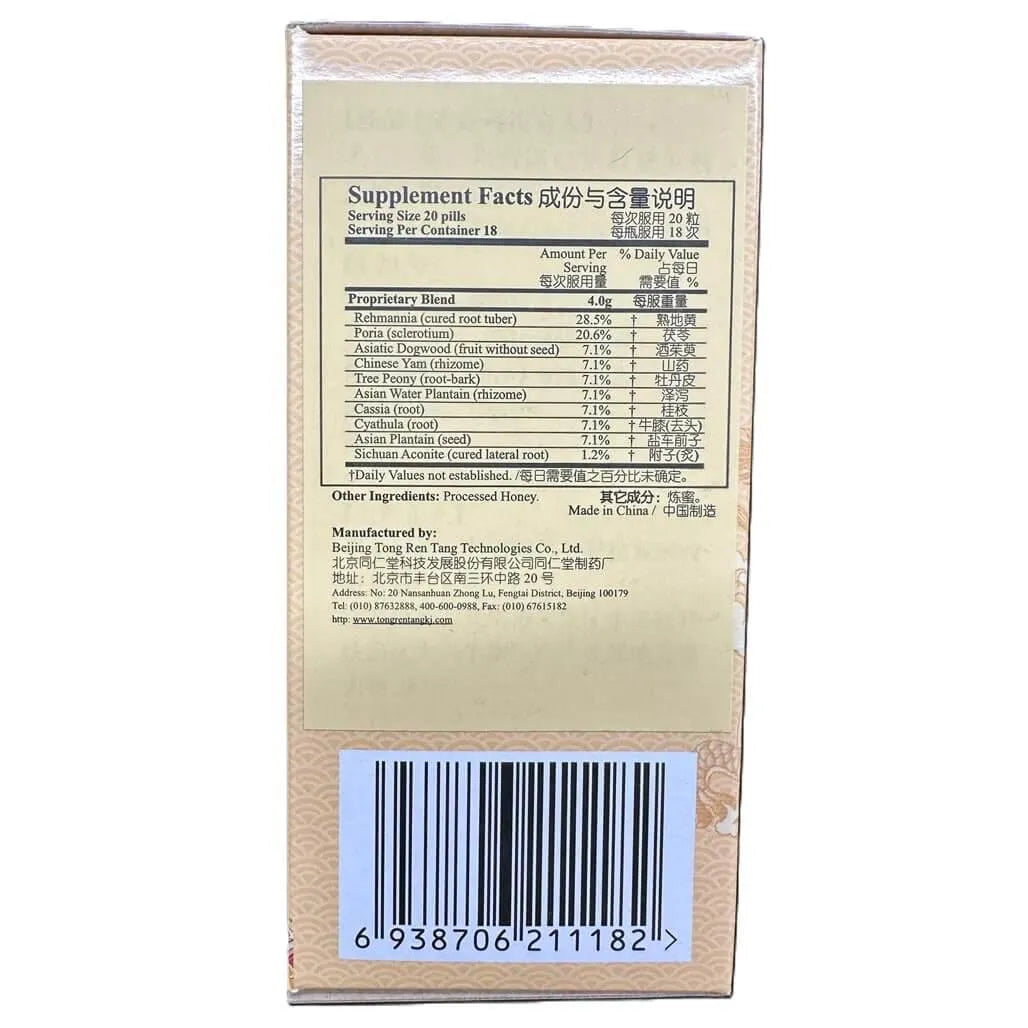 Supplement Facts 成份与含量说明
Serving Size 20 pills 每次服用 20 粒
Serving Per Container 18 每瓶服用 18 次
Amount Per Serving 每次服用量 % Daily Value 占每日需要值 %
Proprietary Blend 4.0g 每服重量
Rehmannia (cured root tuber) 28.5% † 熟地黄
Poria (sclerotium) 20.6% † 茯苓
Asiatic Dogwood (fruit without seed) 7.1% † 酒茱萸
Chinese Yam (rhizome) 7.1% † 山药
Tree Peony (root-bark) 7.1% † 牡丹皮
Asian Water Plantain (rhizome) 7.1% † 泽泻
Cassia (root) 7.1% † 桂枝
Cyathula (root) 7.1% † 牛膝(去头)
Asian Plantain (seed) 7.1% † 盐车前子
Sichuan Aconite (cured lateral root) 1.2% † 附子(炙)
†Daily Values not established. /每日需要值之百分比未确定。
Other Ingredients: Processed Honey. 其它成分: 炼蜜。
Made in China / 中国制造
Manufactured by:
Beijing Tong Ren Tang Technologies Co., Ltd.
北京同仁堂科技发展股份有限公司同仁堂制药厂
地址: 北京市丰台区南三环中路 20 号
Address: No: 20 Nansanhuan Zhong Lu, Fengtai District, Beijing 100179
Tel: (010) 87632888, 400-600-0988, Fax: (010) 67615182
http: www.tongrentangkj.com
6 938706 211182 >